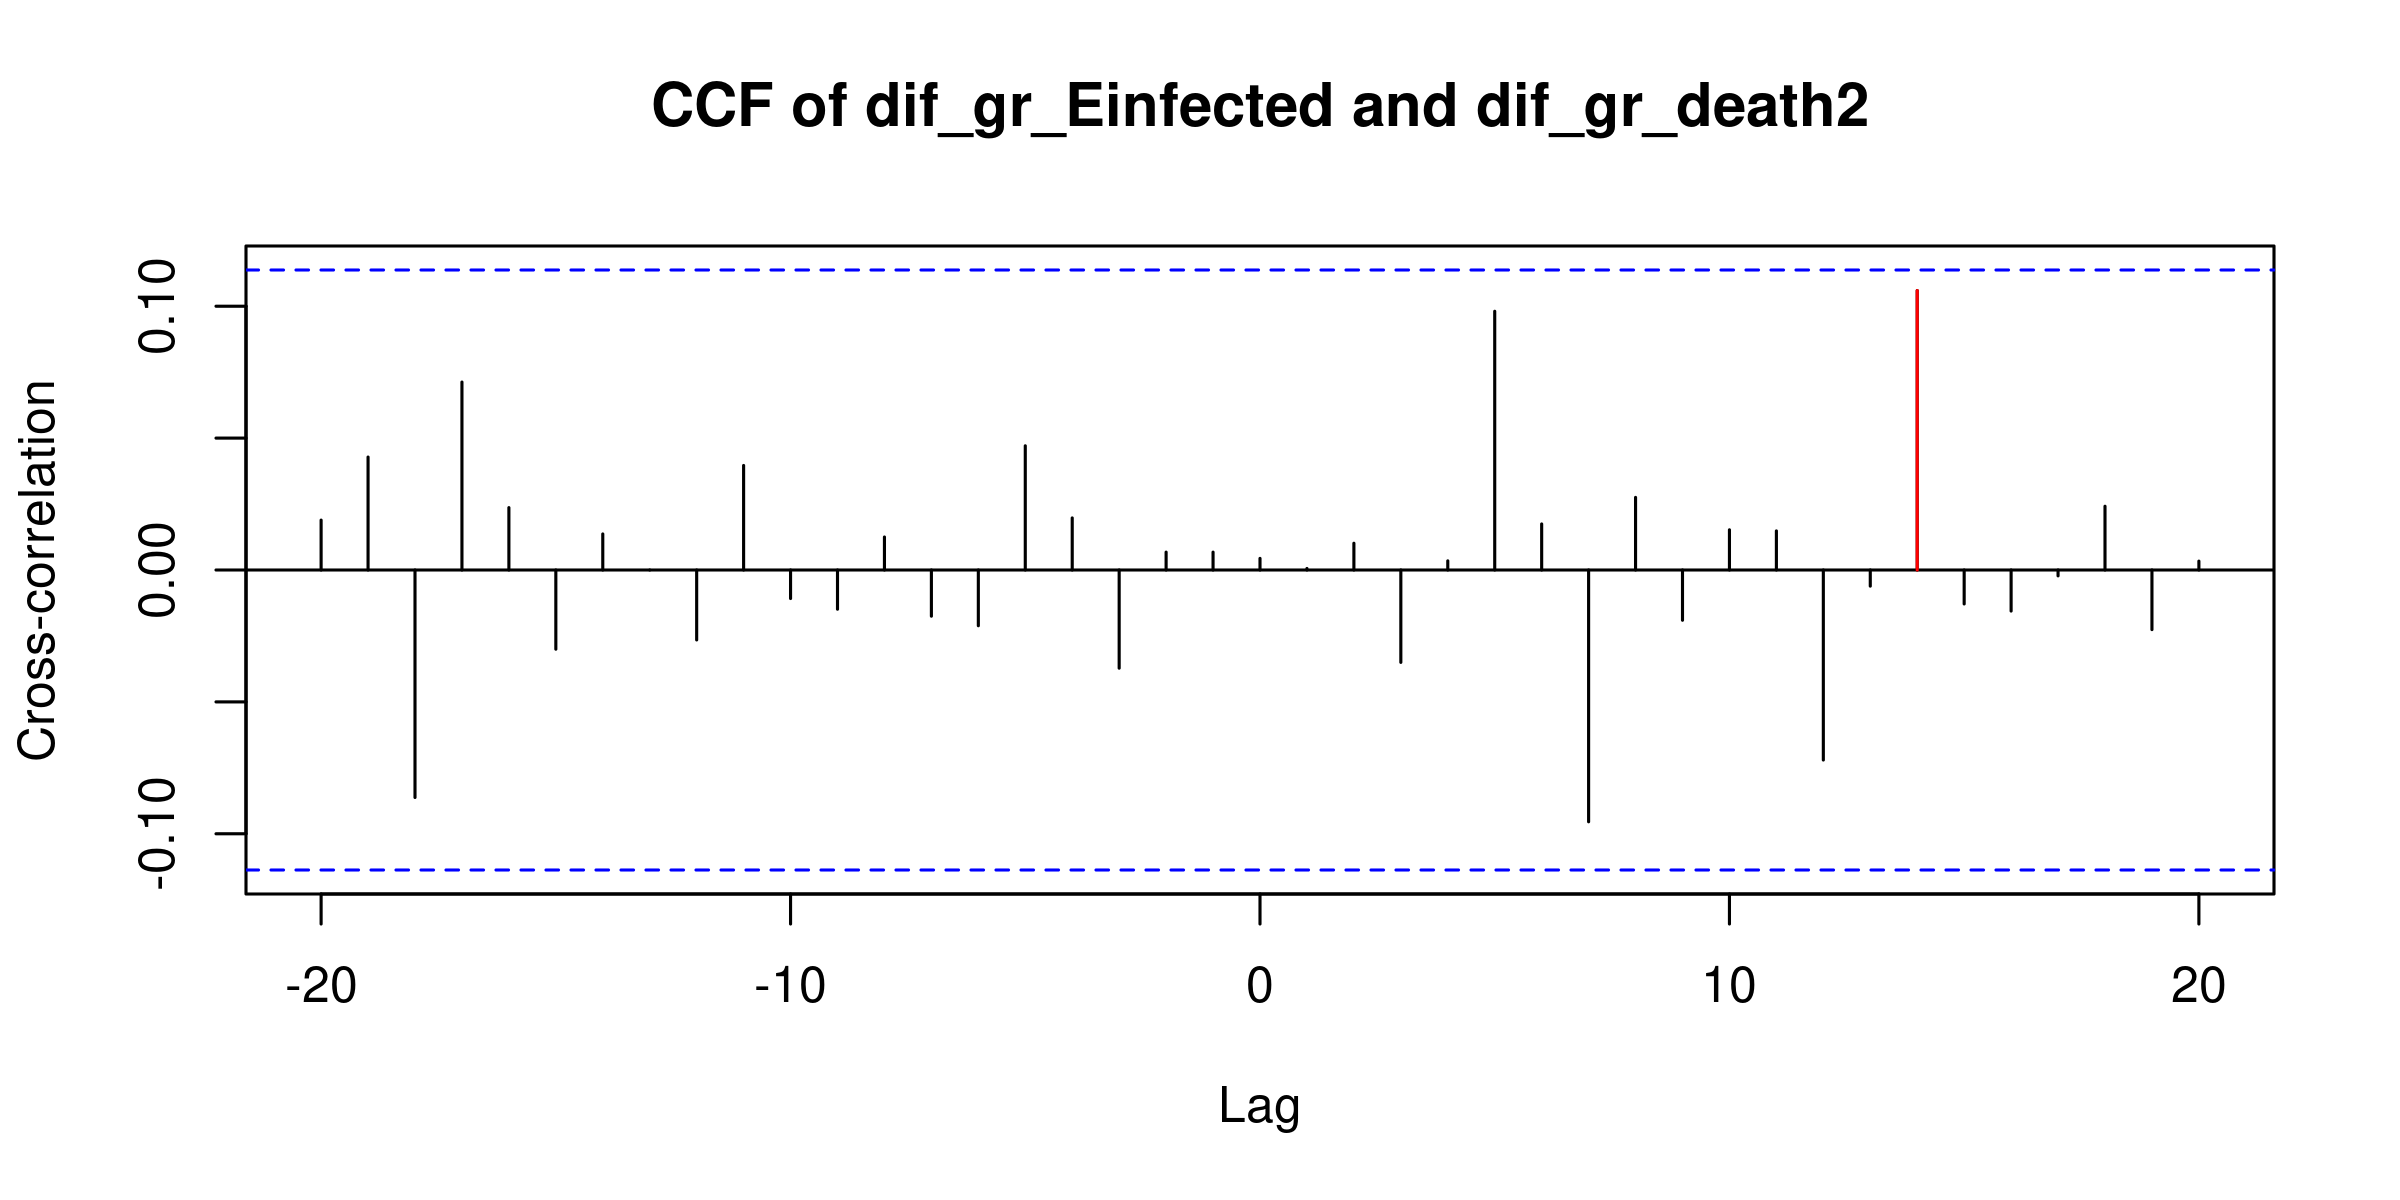 CCF of dif_gr_Einfected and dif_gr_death2
Cross-correlation
0.10
0.00
-0.10
-20 -10 0 10 20
Lag